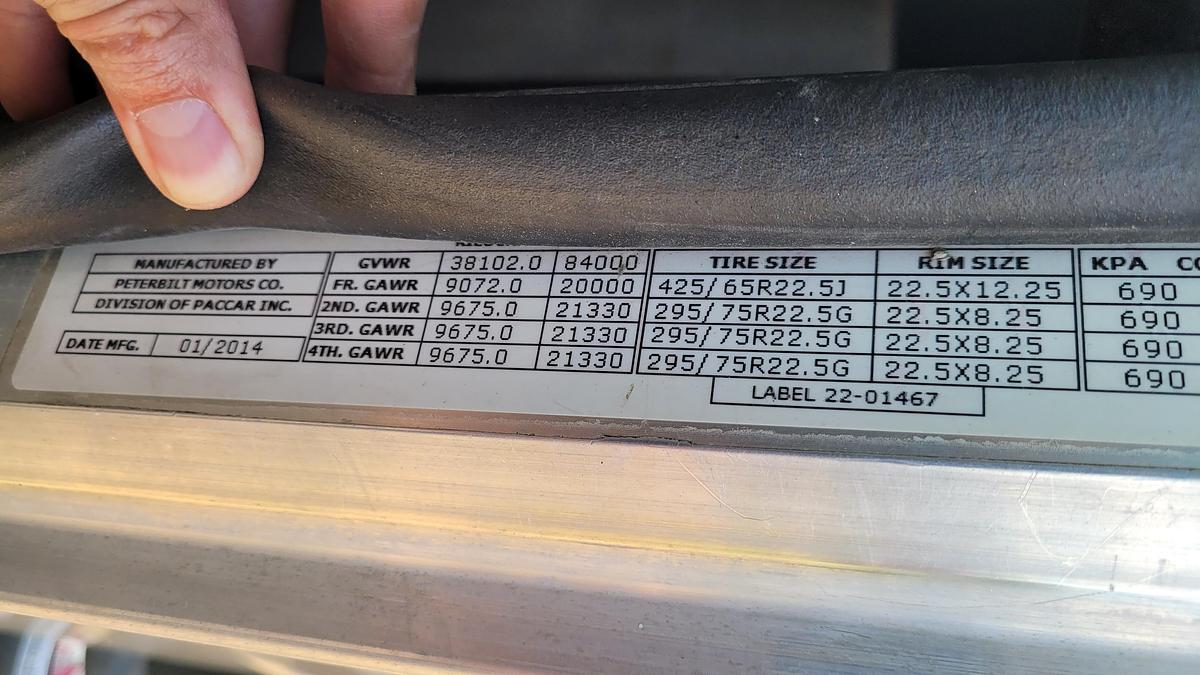 MANUFACTURED BY GVWR 38102.0 84000 TIRE SIZE RIM SIZE KPA
PETERBILT MOTORS CO. FR. GAWR 9072.0 20000 425/65R22.5J 22.5X12.25 690
DIVISION OF PACCAR INC. 2ND. GAWR 9675.0 21330 295/75R22.5G 22.5X8.25 690
3RD. GAWR 9675.0 21330 295/75R22.5G 22.5X8.25 690
DATE MFG. 01/2014 4TH. GAWR 9675.0 21330 295/75R22.5G 22.5X8.25 690
LABEL 22-01467